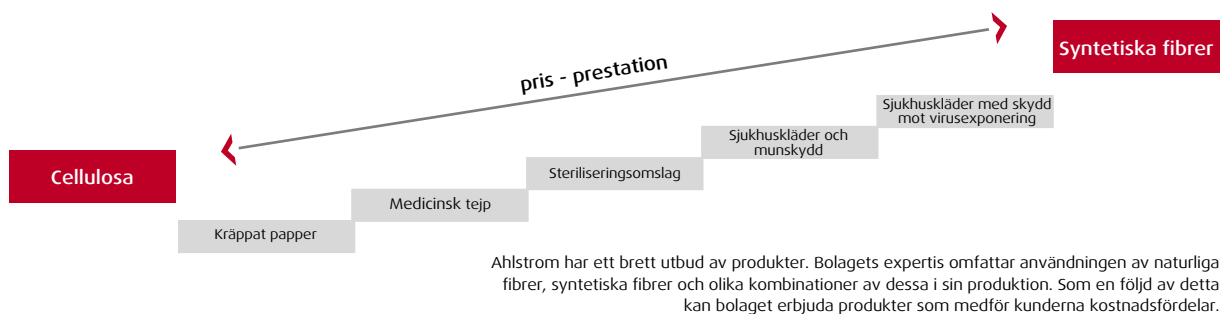 Syntetiska fibrer
pris - prestation
Sjukhuskläder med skydd
mot virusexponering
Sjukhuskläder och
munskydd
Steriliseringsomslag
Cellulosa
Medicinsk tejp
Kräppat papper
Ahlstrom har ett brett utbud av produkter. Bolagets expertis omfattar användningen av naturliga
fibrer, syntetiska fibrer och olika kombinationer av dessa i sin produktion. Som en följd av detta
kan bolaget erbjuda produkter som medför kunderna kostnadsfördelar.